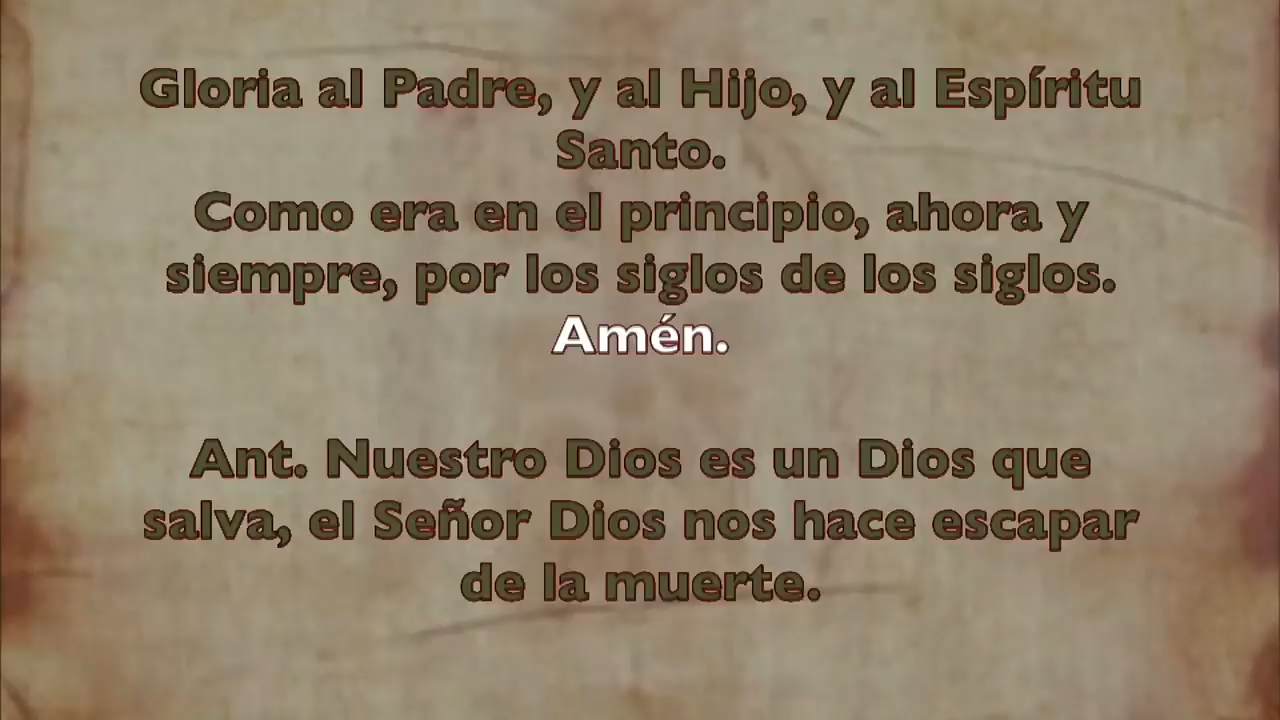 Gloria al Padre, y al Hijo, y al Espíritu
Santo.
Como era en el principio, ahora y
siempre, por los siglos de los siglos.
Amén.
Ant. Nuestro Dios es un Dios que
salva, el Señor Dios nos hace escapar
de la muerte.